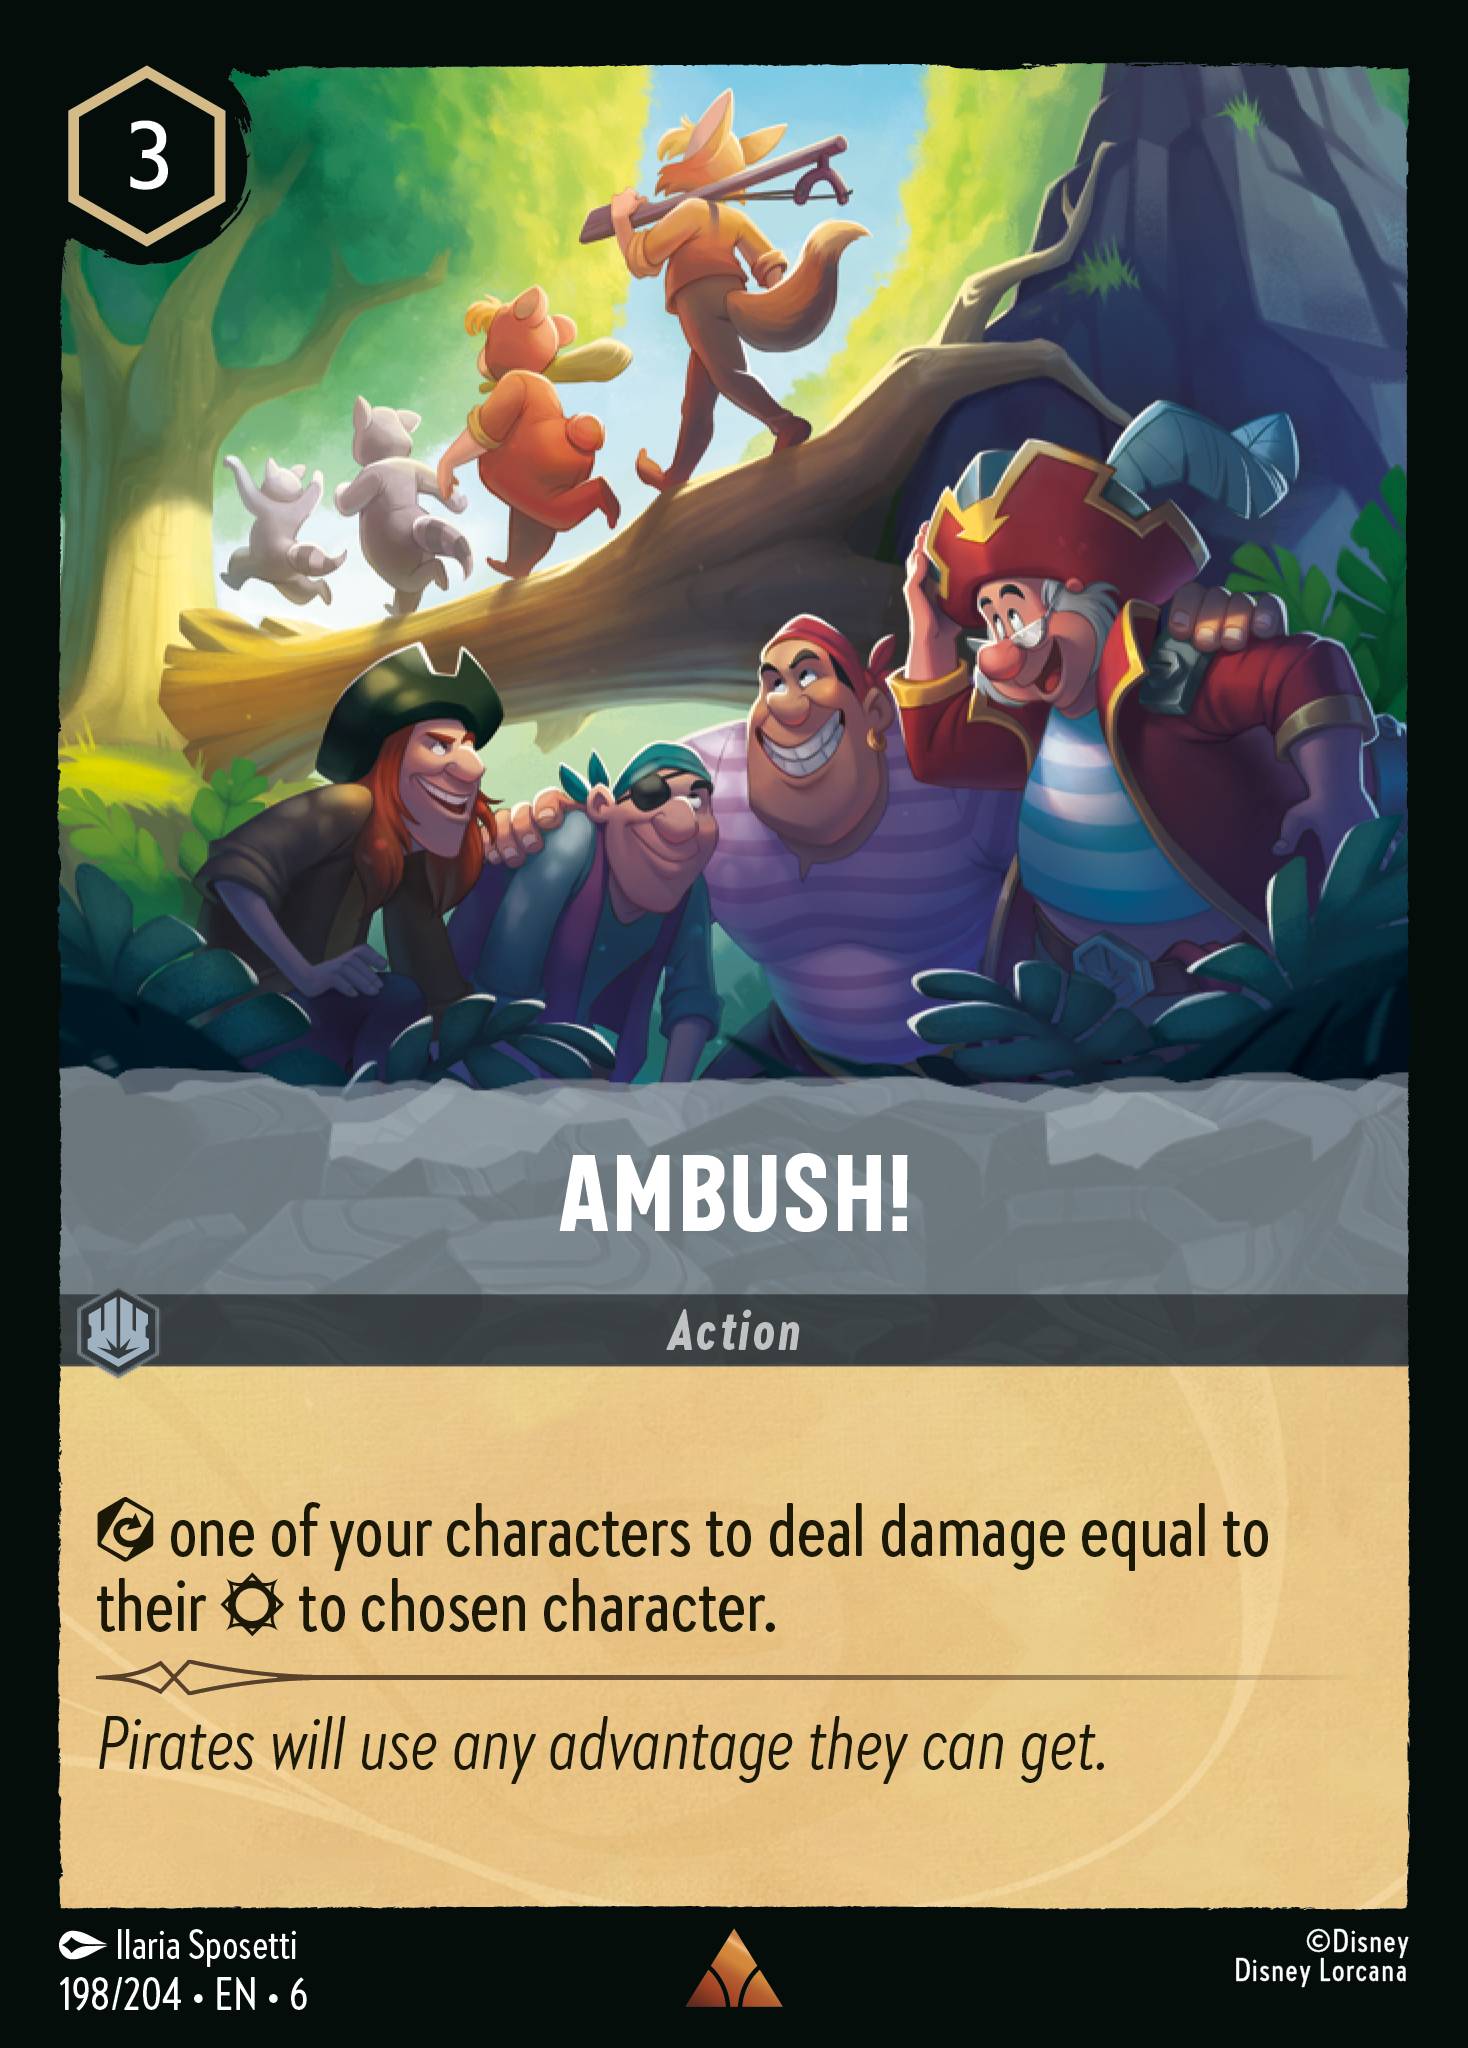 3
AMBUSH!
Action
one of your characters to deal damage equal to
their to chosen character.
Pirates will use any advantage they can get.
Ilaria Sposetti
198/204 • EN • 6
©Disney
Disney Lorcana